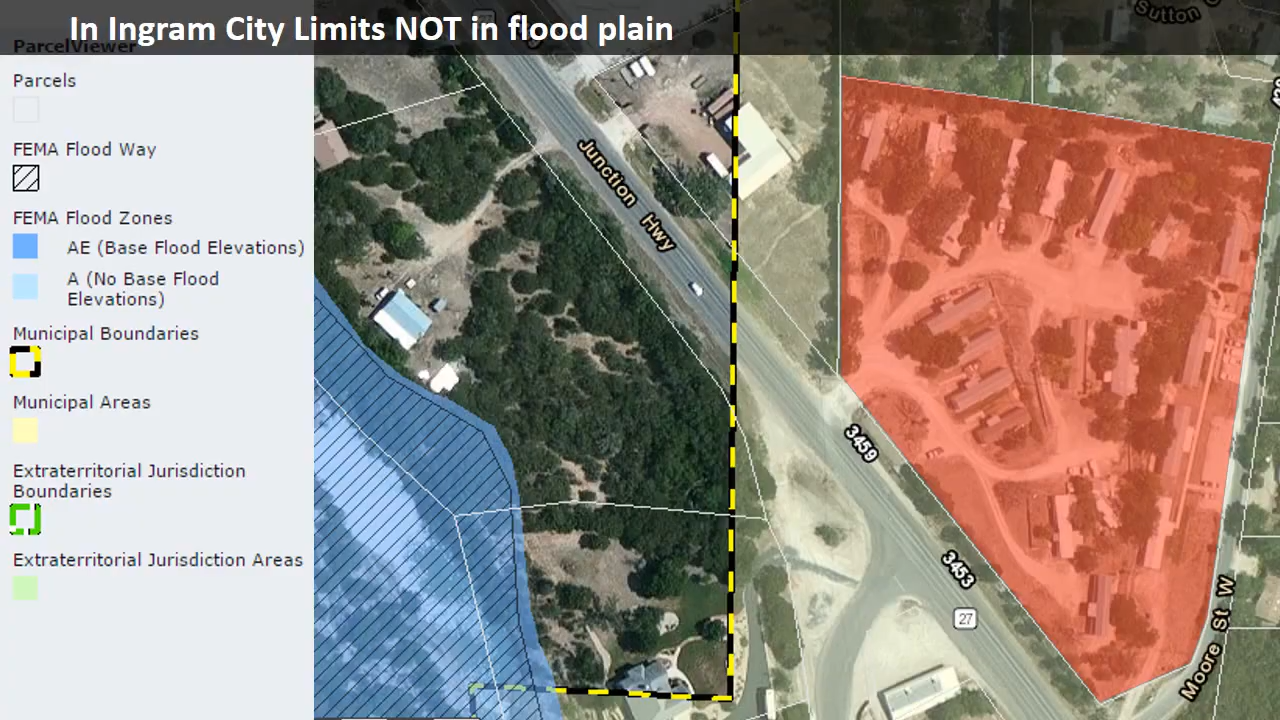 In Ingram City Limits NOT in flood plain
ParcelViewer
Parcels
FEMA Flood Way
FEMA Flood Zones
AE (Base Flood Elevations)
A (No Base Flood
Elevations)
Municipal Boundaries
Municipal Areas
Extraterritorial Jurisdiction
Boundaries
Extraterritorial Jurisdiction Areas
Sutton
Junction Hwy
3459
3453
27
Moore St W